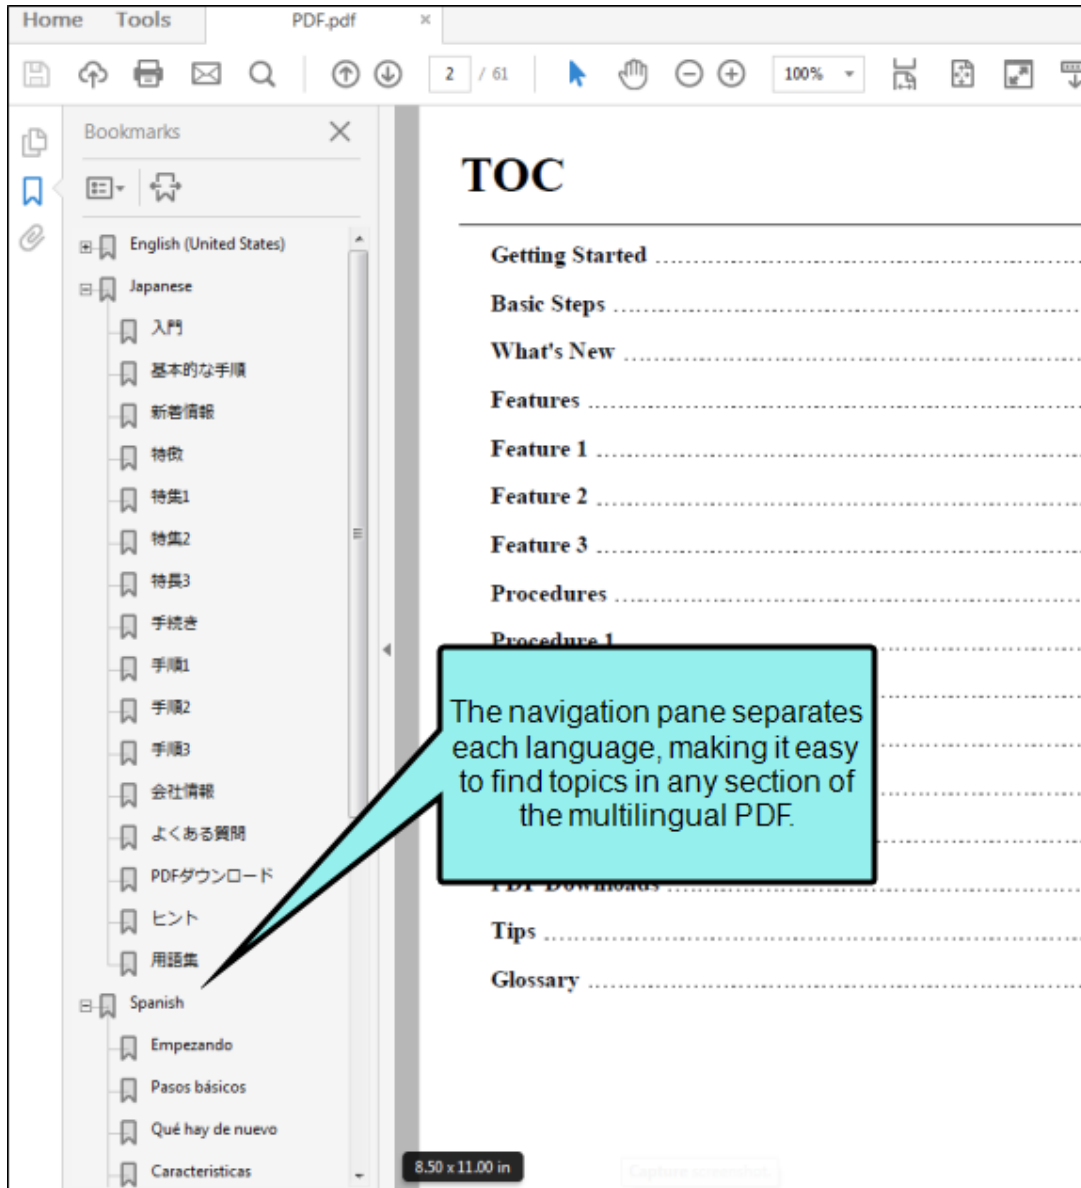 Home Tools PDF.pdf ×
2 / 61 100%
Bookmarks
English (United States)
Japanese
入門
基本的な手順
新着情報
特徴
特集1
特集2
特長3
手続き
手順1
手順2
手順3
会社情報
よくある質問
PDFダウンロード
ヒント
用語集
Spanish
Empezando
Pasos básicos
Qué hay de nuevo
Caracteristicas
TOC
Getting Started
Basic Steps
What's New
Features
Feature 1
Feature 2
Feature 3
Procedures
Procedure 1
The navigation pane separates
each language, making it easy
to find topics in any section of
the multilingual PDF.
PDF Downloads
Tips
Glossary
8.50 x 11.00 in
Capture screenshot